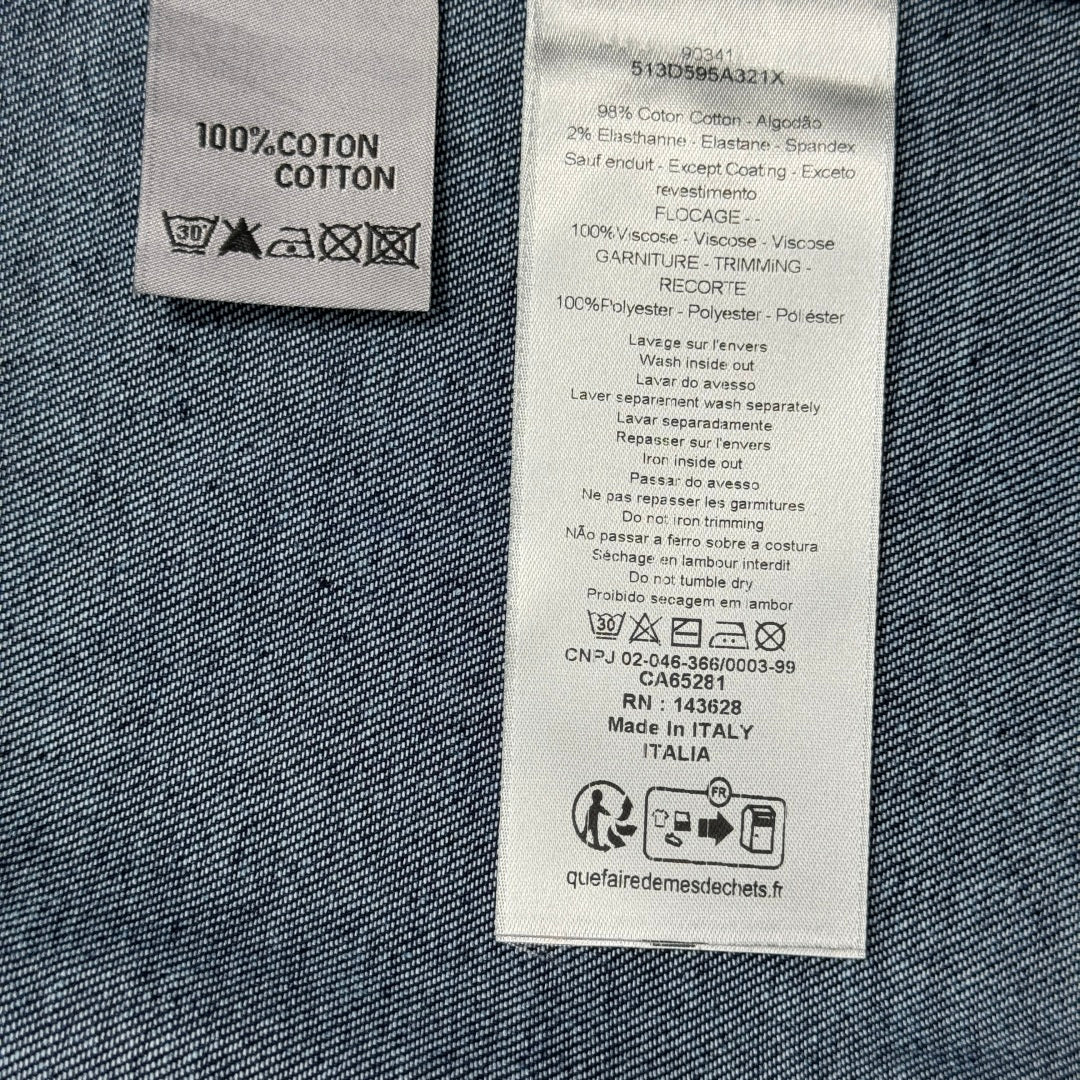 100%COTON
COTTON
30°
90341
513D595A321X
98% Coton Cotton - Algodão
2% Elasthanne - Elastane - Spandex
Sauf enduit - Except Coating - Exceto
revestimento
FLOCAGE - -
100%Viscose - Viscose - Viscose
GARNITURE - TRIMMiNG -
RECORTE
100%Polyester - Polyester - Poliéster
Lavage sur l'envers
Wash inside out
Lavar do avesso
Laver separement wash separately
Lavar separadamente
Repasser sur l'envers
Iron inside out
Passar do avesso
Ne pas repasser les garmitures
Do not iron trimming
NÃo passar a ferro sobre a costura
Séchage en lambour interdit
Do not tumble dry
Proibido secagem em lambor
30
CNPJ 02-046-366/0003-99
CA65281
RN : 143628
Made In ITALY
ITALIA
FR
quefairedemesdechets.fr